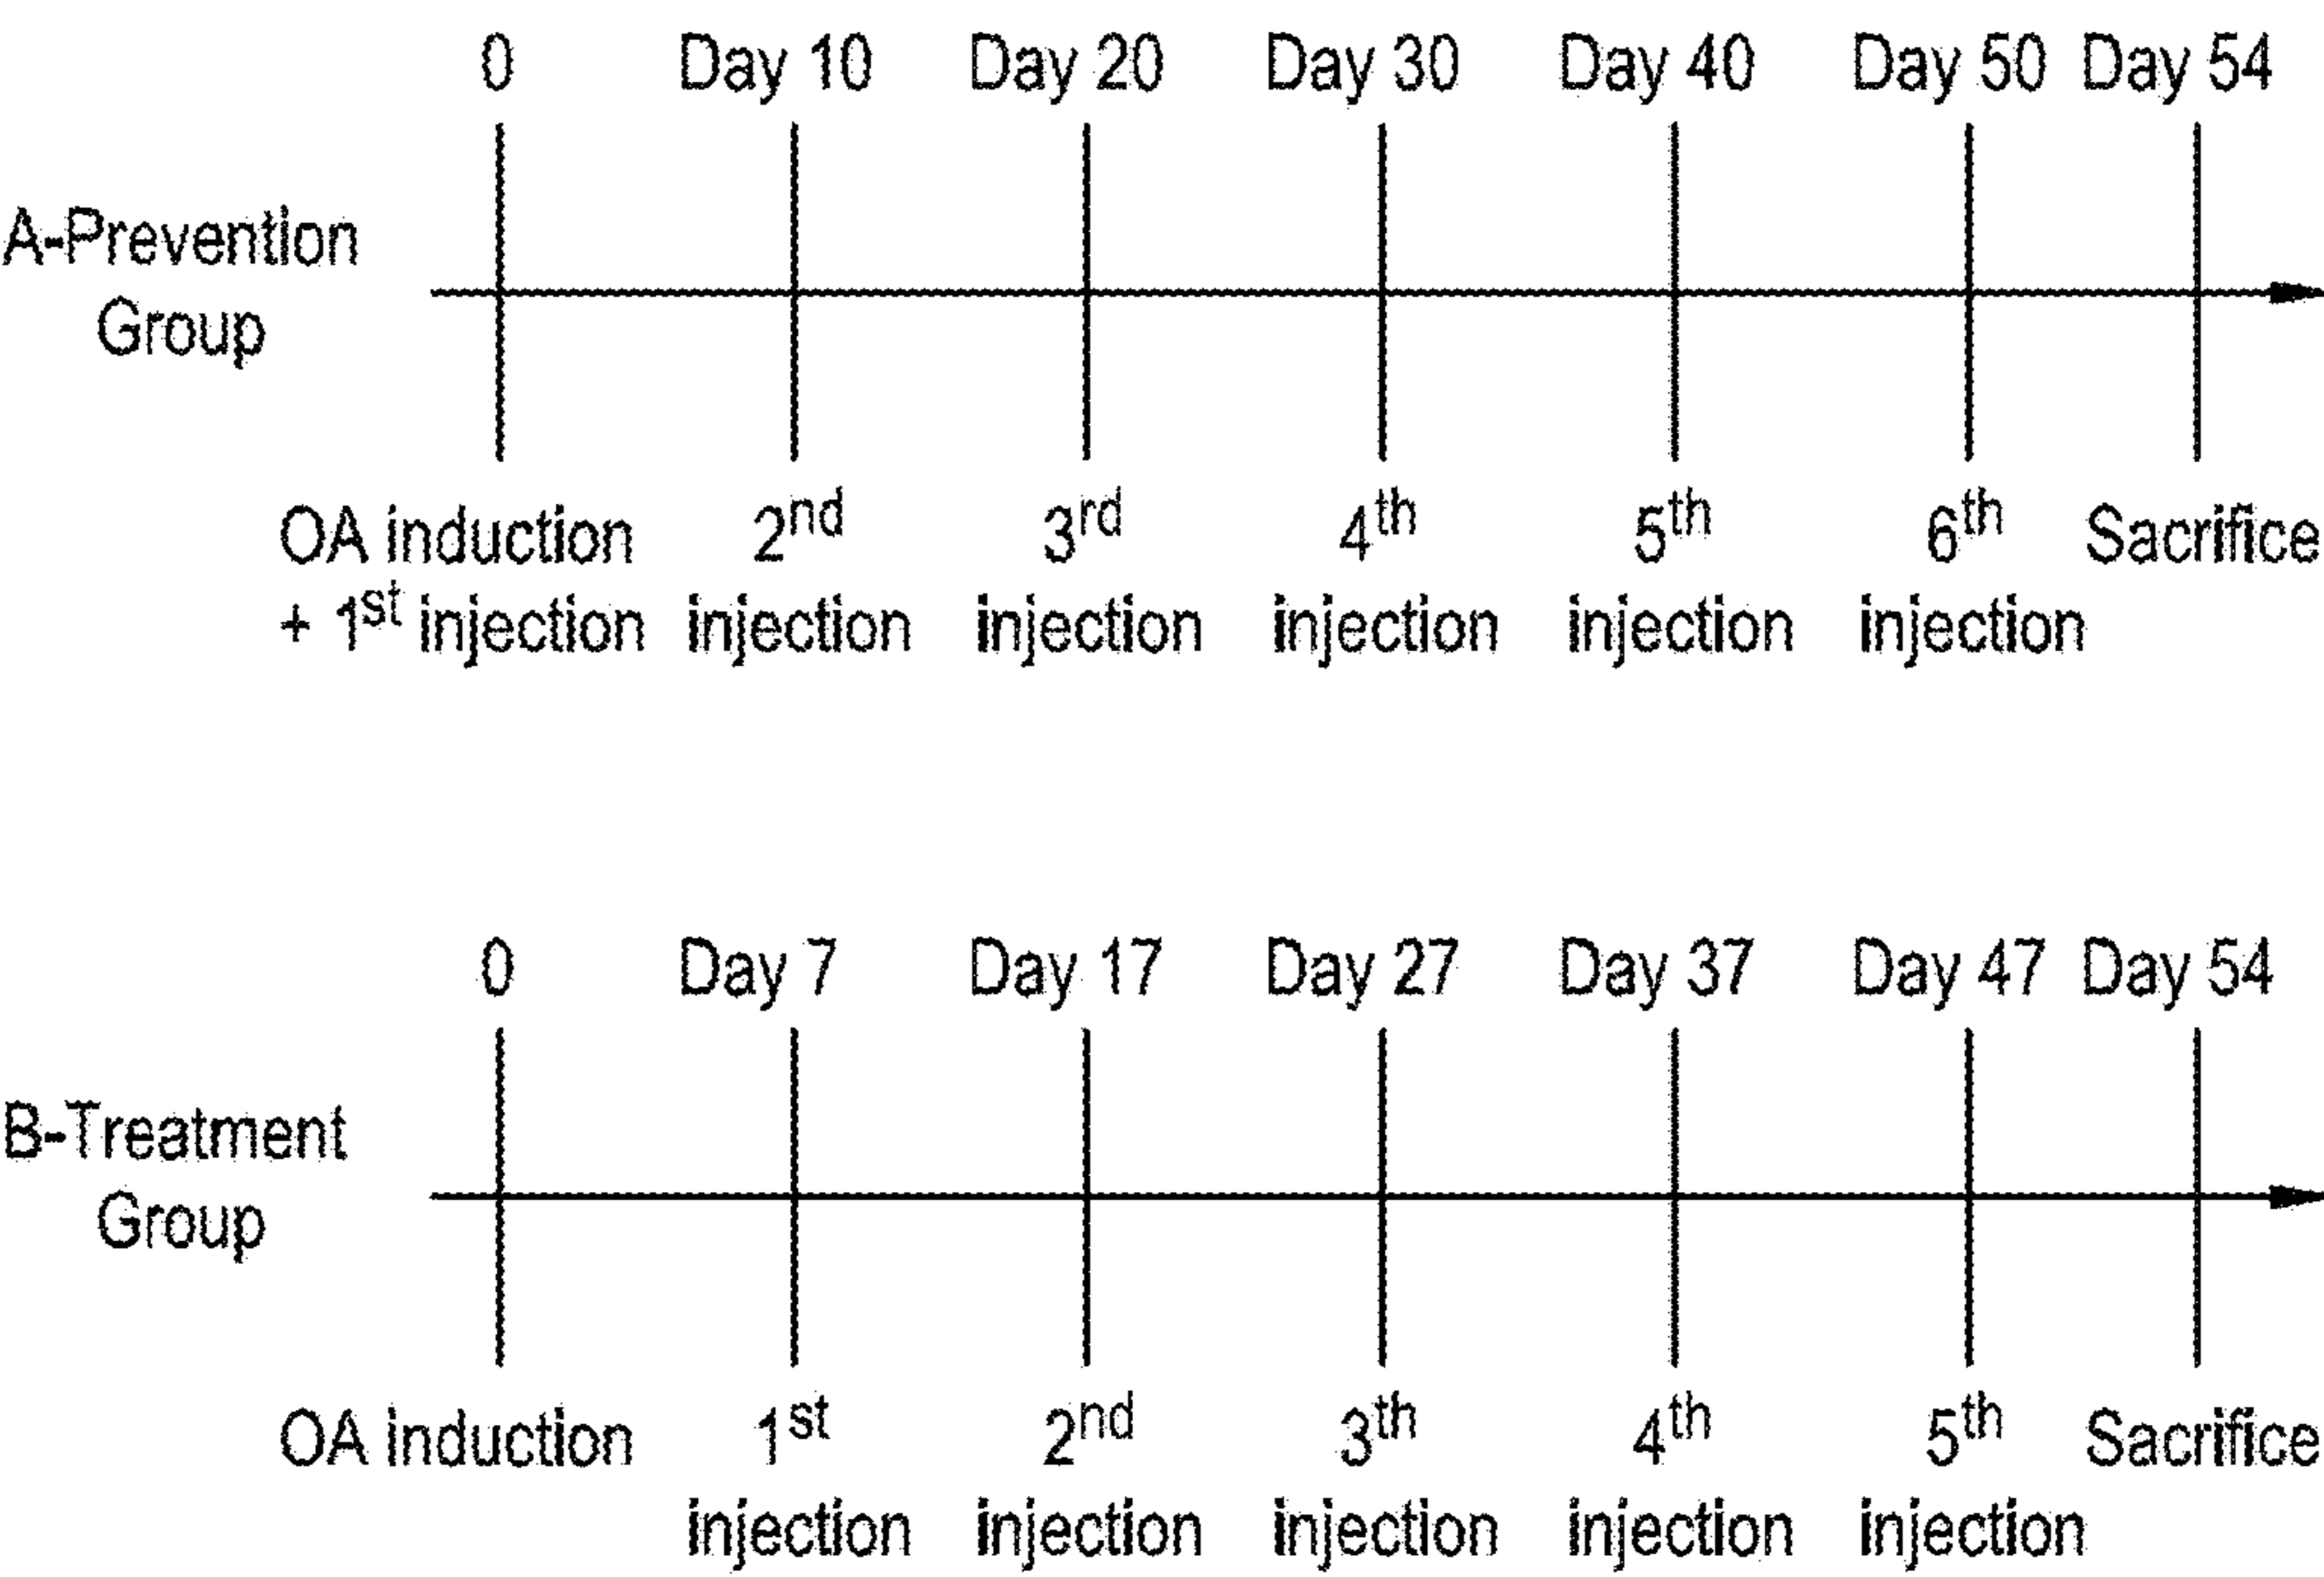 0 Day 10 Day 20 Day 30 Day 40 Day 50 Day 54
A-Prevention
Group
OA induction 2nd 3rd 4th 5th 6th Sacrifice
+ 1st injection injection injection injection injection injection
0 Day 7 Day 17 Day 27 Day 37 Day 47 Day 54
B-Treatment
Group
OA induction 1st 2nd 3th 4th 5th Sacrifice
injection injection injection injection injection